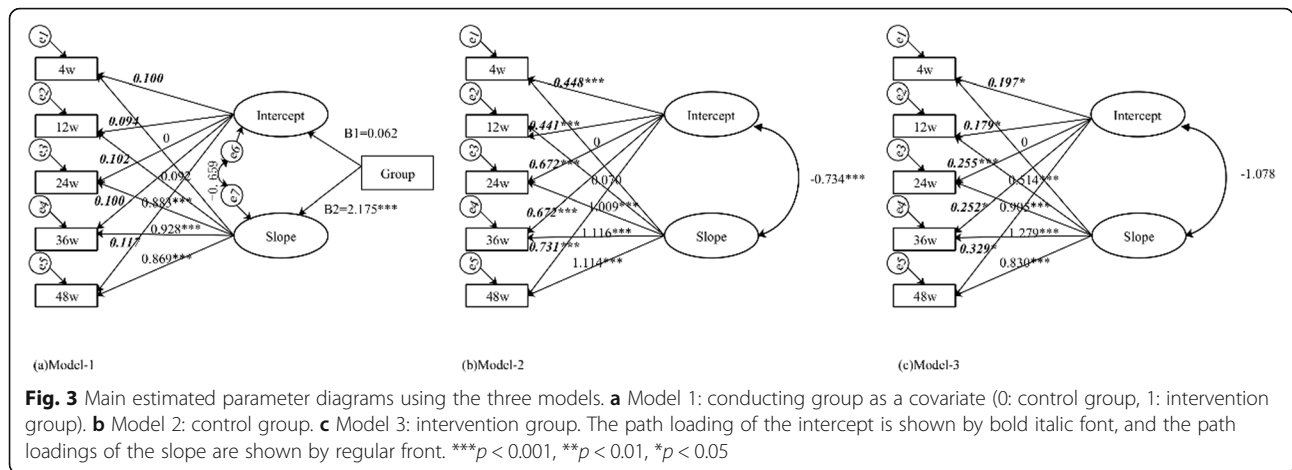 e1
4w
e2
12w
e3
24w
e4
36w
e5
48w
0.100
0.094
0
0.102
0.092
0.100
0.883***
0.928***
0.117
0.869***
Intercept
e6
-0.659
e7
Slope
B1=0.062
Group
B2=2.175***
(a)Model-1
e1
4w
e2
12w
e3
24w
e4
36w
e5
48w
0.448***
0.441***
0
0.672***
0.070
1.009***
0.672***
1.116***
0.731***
1.114***
Intercept
Slope
-0.734***
(b)Model-2
e1
4w
e2
12w
e3
24w
e4
36w
e5
48w
0.197*
0.179*
0
0.255***
0.514***
0.905***
0.252*
1.279***
0.329*
0.830***
Intercept
Slope
-1.078
(c)Model-3
Fig. 3 Main estimated parameter diagrams using the three models. a Model 1: conducting group as a covariate (0: control group, 1: intervention
group). b Model 2: control group. c Model 3: intervention group. The path loading of the intercept is shown by bold italic font, and the path
loadings of the slope are shown by regular front. ***p < 0.001, **p < 0.01, *p < 0.05